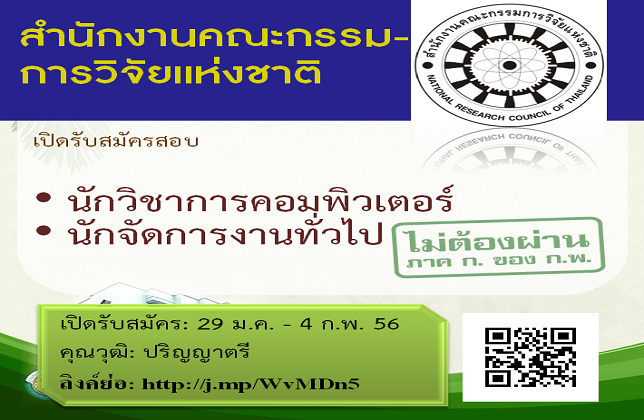 สำนักงานคณะกรรม-
การวิจัยแห่งชาติ
สำนักงานคณะกรรมการวิจัยแห่งชาติ
NATIONAL RESEARCH COUNCIL OF THAILAND
เปิดรับสมัครสอบ
• นักวิชาการคอมพิวเตอร์
• นักจัดการงานทั่วไป
ไม่ต้องผ่าน
ภาค ก. ของ ก.พ.
เปิดรับสมัคร: 29 ม.ค. - 4 ก.พ. 56
คุณวุฒิ: ปริญญาตรี
ลิงค์ย่อ: http://j.mp/WvMDn5